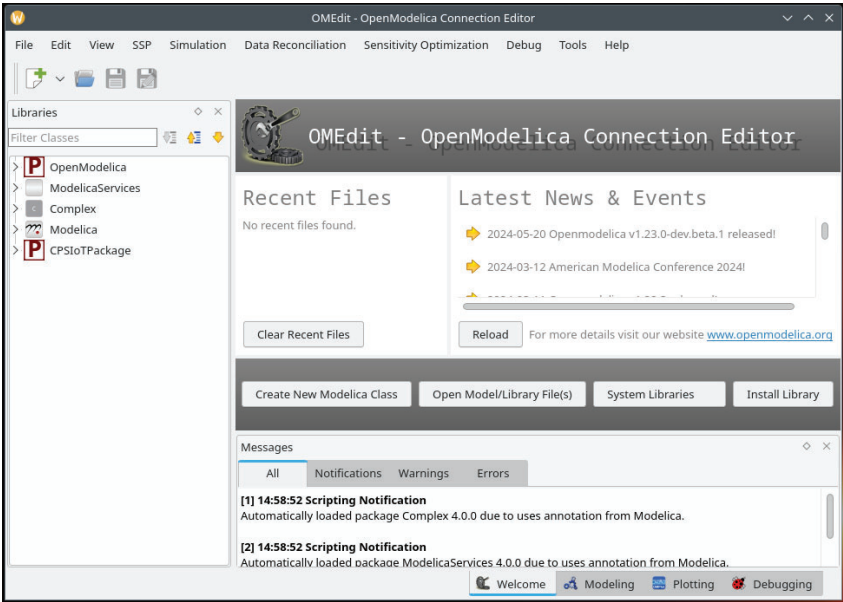 OMEdit - OpenModelica Connection Editor
File Edit View SSP Simulation Data Reconciliation Sensitivity Optimization Debug Tools Help
Libraries
Filter Classes
OpenModelica
ModelicaServices
Complex
Modelica
CPSIoTPackage
OMEdit - OpenModelica Connection Editor
Recent Files
No recent files found.
Clear Recent Files
Latest News & Events
2024-05-20 Openmodelica v1.23.0-dev.beta.1 released!
2024-03-12 American Modelica Conference 2024!
Reload For more details visit our website www.openmodelica.org
Create New Modelica Class Open Model/Library File(s) System Libraries Install Library
Messages
All Notifications Warnings Errors
[1] 14:58:52 Scripting Notification
Automatically loaded package Complex 4.0.0 due to uses annotation from Modelica.
[2] 14:58:52 Scripting Notification
Automatically loaded package ModelicaServices 4.0.0 due to uses annotation from Modelica.
Welcome Modeling Plotting Debugging